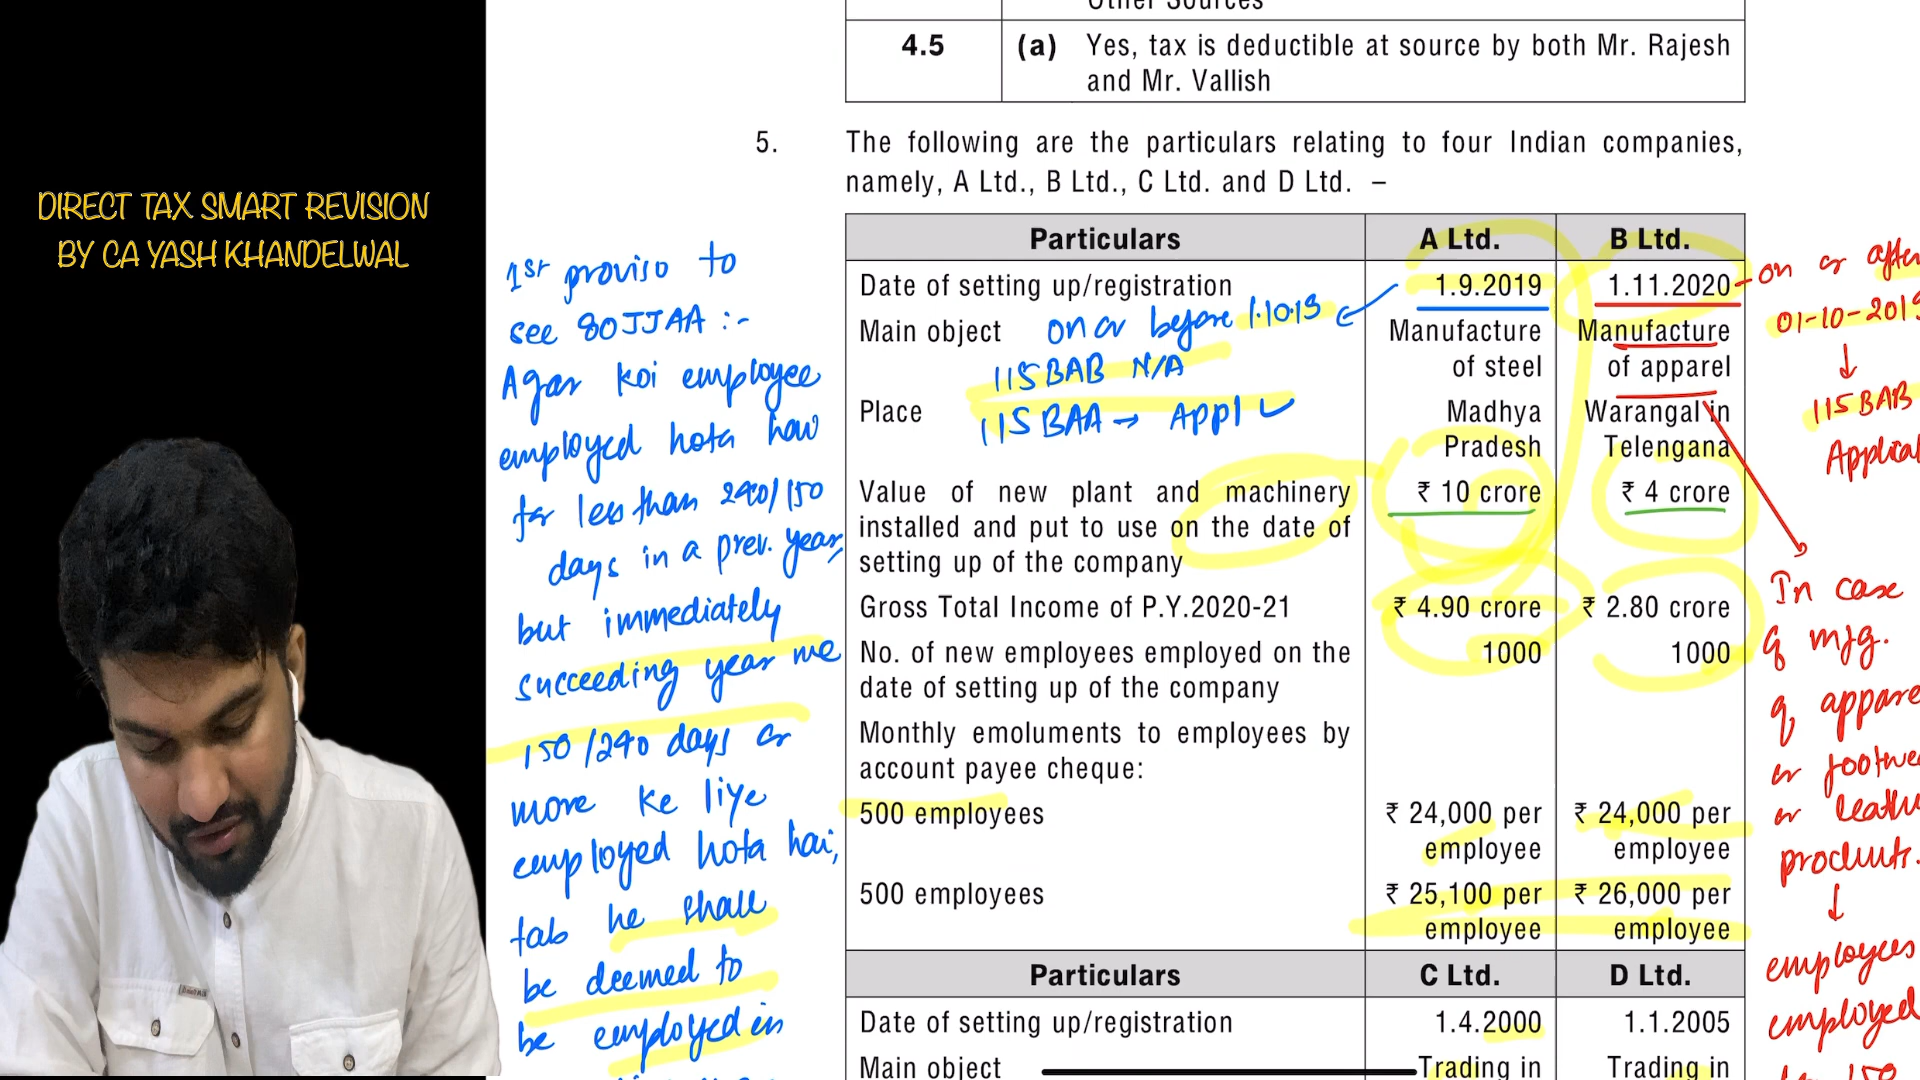 DIRECT TAX SMART REVISION
BY CA YASH KHANDELWAL
1st proviso to
sec 80JJAA :-
Agar koi employee
employed hota hai
for less than 240/150
days in a prev. year,
but immediately
succeeding year me
150/240 days or
more ke liye
employed hota hai,
tab he shall
be deemed to
be employed in
Other Sources
4.5 (a) Yes, tax is deductible at source by both Mr. Rajesh
and Mr. Vallish
5. The following are the particulars relating to four Indian companies,
namely, A Ltd., B Ltd., C Ltd. and D Ltd. –
Particulars A Ltd. B Ltd.
Date of setting up/registration 1.9.2019 1.11.2020
on or before 1.10.19
Main object Manufacture of steel Manufacture of apparel
115 BAB N/A
115 BAA → Appl ✓
Place Madhya Pradesh Warangal in Telengana
Value of new plant and machinery ₹ 10 crore ₹ 4 crore
installed and put to use on the date of
setting up of the company
Gross Total Income of P.Y.2020-21 ₹ 4.90 crore ₹ 2.80 crore
No. of new employees employed on the 1000 1000
date of setting up of the company
Monthly emoluments to employees by
account payee cheque:
500 employees ₹ 24,000 per employee ₹ 24,000 per employee
500 employees ₹ 25,100 per employee ₹ 26,000 per employee
Particulars C Ltd. D Ltd.
Date of setting up/registration 1.4.2000 1.1.2005
Main object Trading in Trading in
on or after
01-10-2019
↓
115 BAB
In case
of mfg.
of
or
or
↓
employees
employed